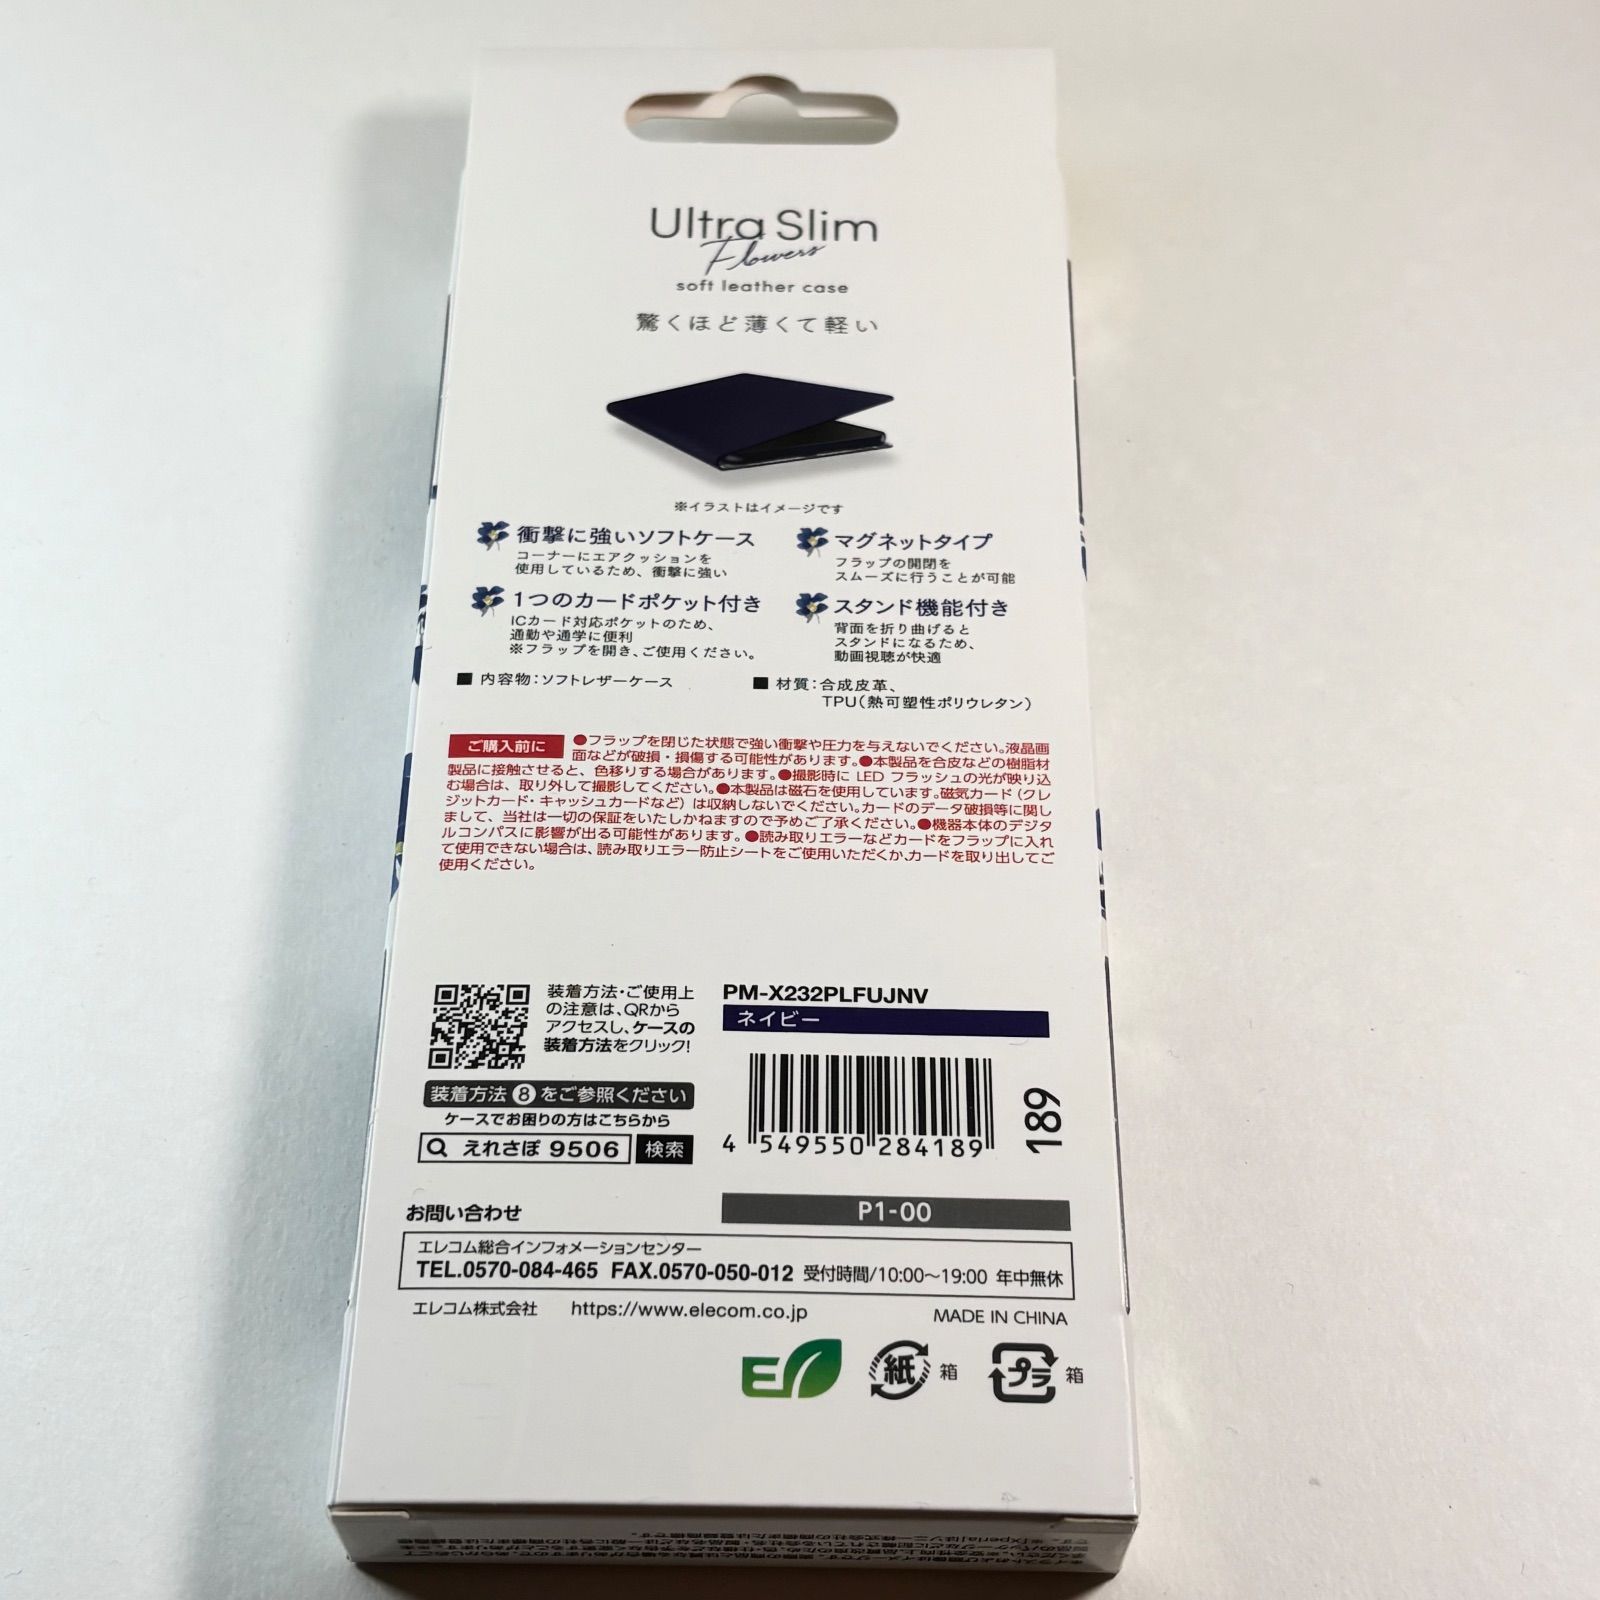 Ultra Slim
Flowers
soft leather case
驚くほど薄くて軽い
※イラストはイメージです
衝撃に強いソフトケース
コーナーにエアクッションを
使用しているため、衝撃に強い
マグネットタイプ
フラップの開閉を
スムーズに行うことが可能
1つのカードポケット付き
ICカード対応ポケットのため、
通勤や通学に便利
※フラップを開き、ご使用ください。
スタンド機能付き
背面を折り曲げると
スタンドになるため、
動画視聴が快適
■ 内容物：ソフトレザーケース
■ 材質：合成皮革、
TPU（熱可塑性ポリウレタン）
ご購入前に ●フラップを閉じた状態で強い衝撃や圧力を与えないでください。液晶画
面などが破損・損傷する可能性があります。●本製品を合皮などの樹脂材
製品に接触させると、色移りする場合があります。●撮影時に LED フラッシュの光が映り込
む場合は、取り外して撮影してください。●本製品は磁石を使用しています。磁気カード（クレ
ジットカード・キャッシュカードなど）は収納しないでください。カードのデータ破損等に関し
まして、当社は一切の保証をいたしかねますので予めご了承ください。●機器本体のデジタ
ルコンパスに影響が出る可能性があります。●読み取りエラーなどカードをフラップに入れ
て使用できない場合は、読み取りエラー防止シートをご使用いただくか、カードを取り出してご
使用ください。
装着方法・ご使用上
の注意は、QRから
アクセスし、ケースの
装着方法をクリック!
装着方法 8 をご参照ください
ケースでお困りの方はこちらから
えれさぽ 9506 検索
PM-X232PLFUJNV
ネイビー
4 549550 284189
189
P1-00
お問い合わせ
エレコム総合インフォメーションセンター
TEL.0570-084-465 FAX.0570-050-012 受付時間/10:00～19:00 年中無休
エレコム株式会社 https://www.elecom.co.jp
MADE IN CHINA
紙 箱
プラ 箱